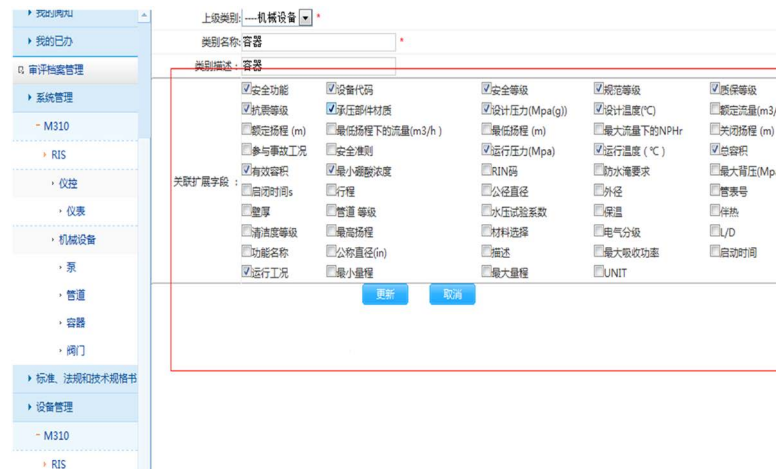 我的阅知
我的已办
审评档案管理
系统管理
M310
RIS
仪控
仪表
机械设备
泵
管道
容器
阀门
标准、法规和技术规格书
设备管理
M310
RIS
上级类别: ----机械设备 *
类别名称: 容器 *
类别描述: 容器
关联扩展字段 :
安全功能 设备代码 安全等级 规范等级 质保等级
抗震等级 承压部件材质 设计压力(Mpa(g)) 设计温度(℃) 额定流量(m3/
额定扬程 (m) 最低扬程下的流量(m3/h) 最低扬程 (m) 最大流量下的NPHr 关闭扬程 (m)
参与事故工况 安全准则 运行压力(Mpa) 运行温度 (℃) 总容积
有效容积 最小硼酸浓度 RIN码 防水淹要求 最大背压(Mpa
启闭时间s 行程 公径直径 外径 管表号
壁厚 管道 等级 水压试验系数 保温 伴热
清洁度等级 最高扬程 材料选择 电气分级 L/D
功能名称 公称直径(in) 描述 最大吸收功率 启动时间
运行工况 最小量程 最大量程 UNIT
更新 取消